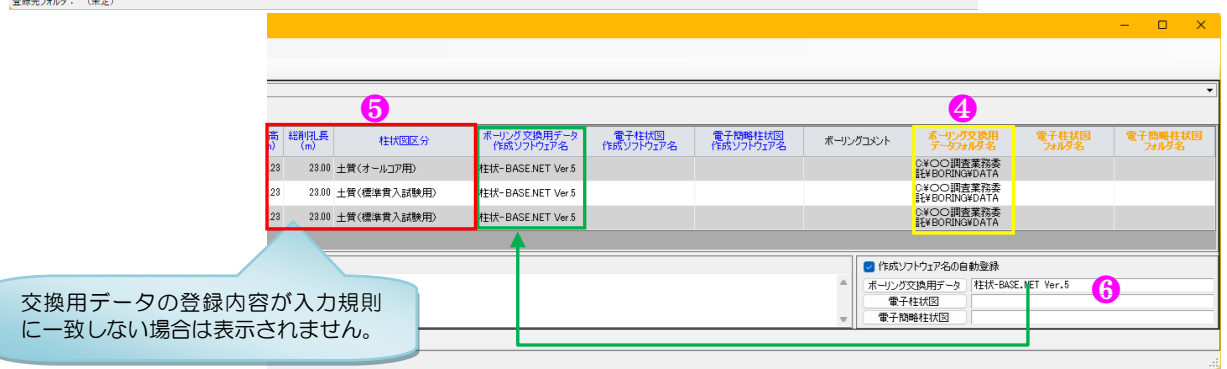 登録先フォルダ： （未定）
❺
❹
高 総削孔長 柱状図区分 ボーリング交換用データ 電子柱状図 電子簡略柱状図 ボーリングコメント ボーリング交換用 電子柱状図 電子簡略柱状図
(m) 作成ソフトウェア名 作成ソフトウェア名 作成ソフトウェア名 データフォルダ名 フォルダ名 フォルダ名
.23 23.00 土質(オールコア用) 柱状-BASE.NET Ver.5 C:¥〇〇調査業務委
託¥BORING¥DATA
.23 23.00 土質(標準貫入試験用) 柱状-BASE.NET Ver.5 C:¥〇〇調査業務委
託¥BORING¥DATA
.23 23.00 土質(標準貫入試験用) 柱状-BASE.NET Ver.5 C:¥〇〇調査業務委
託¥BORING¥DATA
作成ソフトウェア名の自動登録
ボーリング交換用データ 柱状-BASE.NET Ver.5
❻
電子柱状図
電子簡略柱状図
交換用データの登録内容が入力規則
に一致しない場合は表示されません。